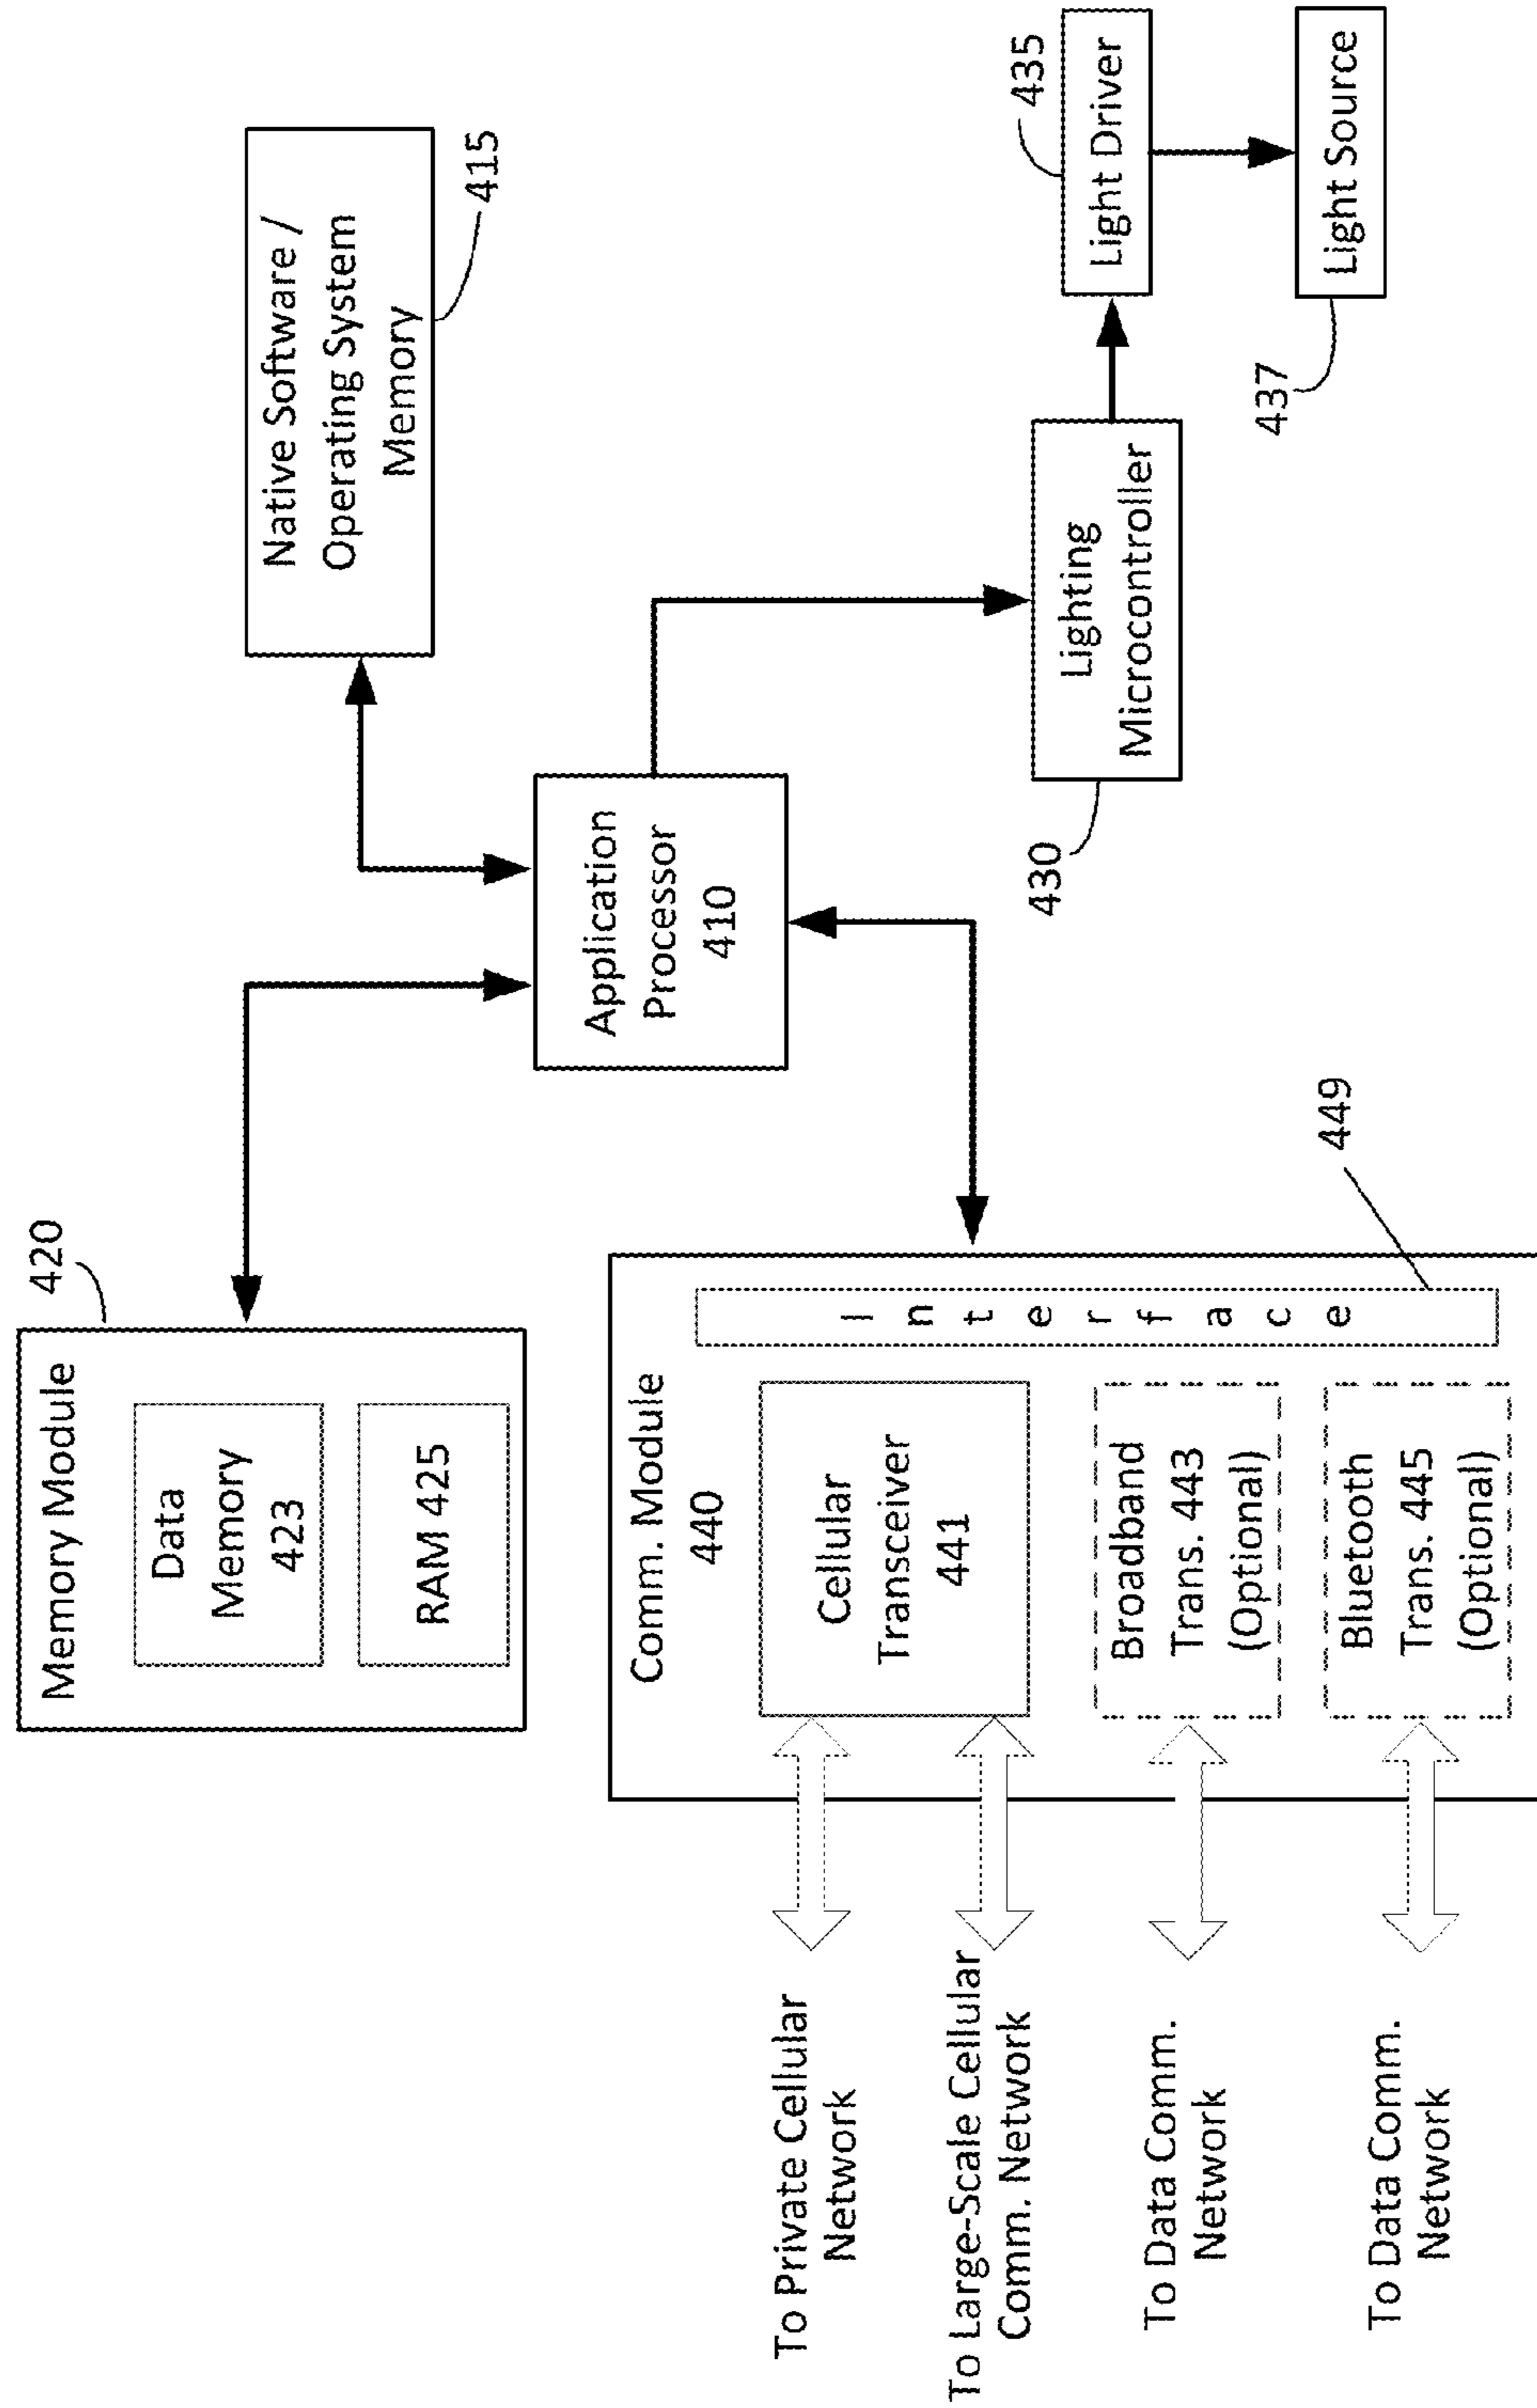 420
Memory Module
Data
Memory
423
RAM 425
Native Software /
Operating System
Memory
415
Application
Processor
410
Comm. Module
440
Cellular
Transceiver
441
Broadband
Trans. 443
(Optional)
Bluetooth
Trans. 445
(Optional)
Interface
449
To Private Cellular
Network
To Large-Scale Cellular
Comm. Network
To Data Comm.
Network
To Data Comm.
Network
430
Lighting
Microcontroller
435
Light Driver
437
Light Source